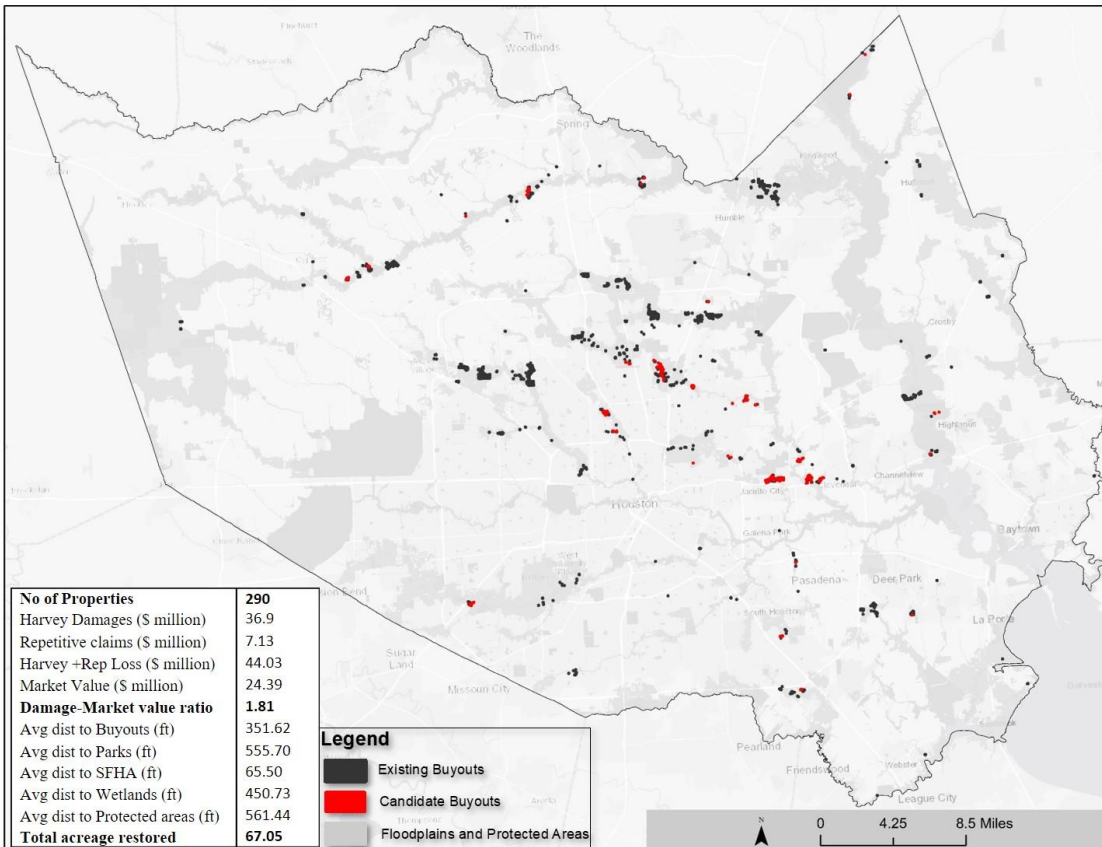 The
Woodlands
Spring
Kingwood
Humble
Crosby
Highlands
Channelview
Jacinto City
Houston
Galena Park
Baytown
Pasadena
Deer Park
South Houston
La Porte
Sugar
Land
Missouri City
Pearland
Friendswood
Webster
League City
No of Properties 290
Harvey Damages ($ million) 36.9
Repetitive claims ($ million) 7.13
Harvey +Rep Loss ($ million) 44.03
Market Value ($ million) 24.39
Damage-Market value ratio 1.81
Avg dist to Buyouts (ft) 351.62
Avg dist to Parks (ft) 555.70
Avg dist to SFHA (ft) 65.50
Avg dist to Wetlands (ft) 450.73
Avg dist to Protected areas (ft) 561.44
Total acreage restored 67.05
Legend
Existing Buyouts
Candidate Buyouts
Floodplains and Protected Areas
N
0 4.25 8.5 Miles